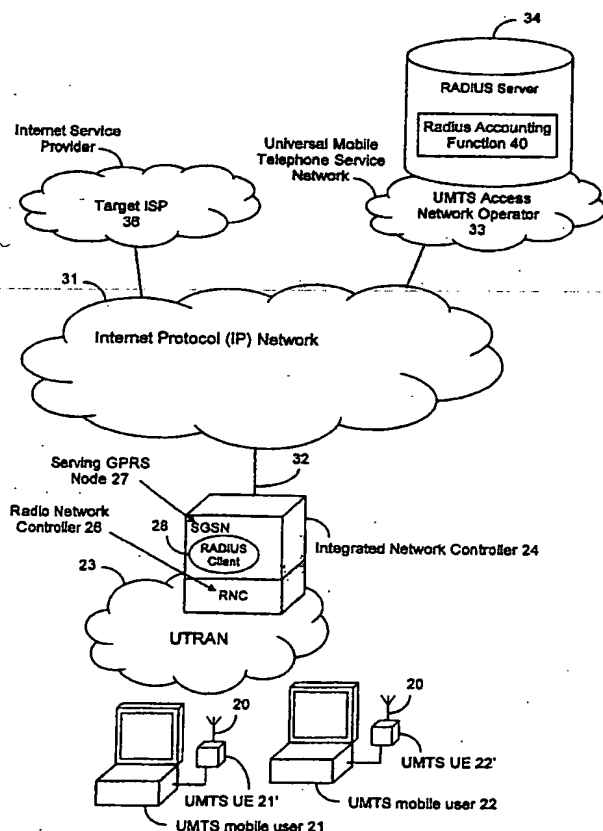 34
RADIUS Server
Radius Accounting
Function 40
Internet Service
Provider
Universal Mobile
Telephone Service
Network
Target ISP
38
UMTS Access
Network Operator
33
31
Internet Protocol (IP) Network
32
Serving GPRS
Node 27
Radio Network
Controller 26
28
SGSN
RADIUS
Client
Integrated Network Controller 24
23
RNC
UTRAN
20
20
UMTS UE 22'
UMTS UE 21'
UMTS mobile user 22
UMTS mobile user 21